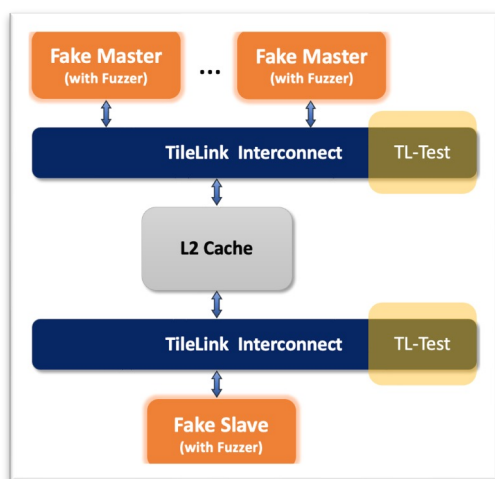 Fake Master
(with Fuzzer)
...
Fake Master
(with Fuzzer)
TileLink Interconnect
TL-Test
L2 Cache
TileLink Interconnect
TL-Test
Fake Slave
(with Fuzzer)